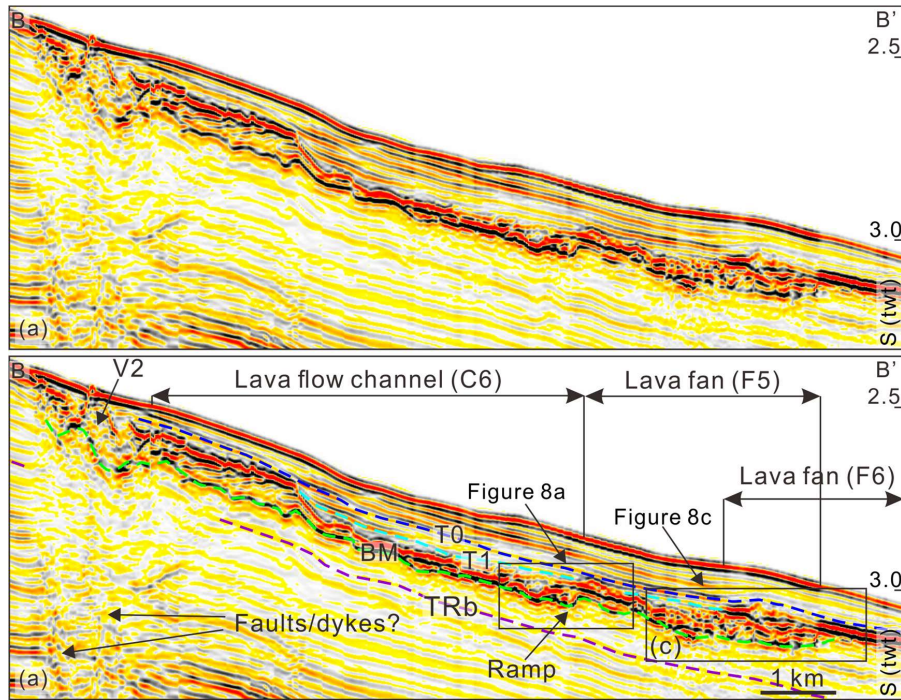 B
B'
2.5
3.0
S (twt)
(a)
B
V2
Lava flow channel (C6)
Lava fan (F5)
B'
2.5
Lava fan (F6)
Figure 8a
Figure 8c
T0
BM
T1
3.0
TRb
Faults/dykes?
Ramp
(c)
S (twt)
(a)
1 km